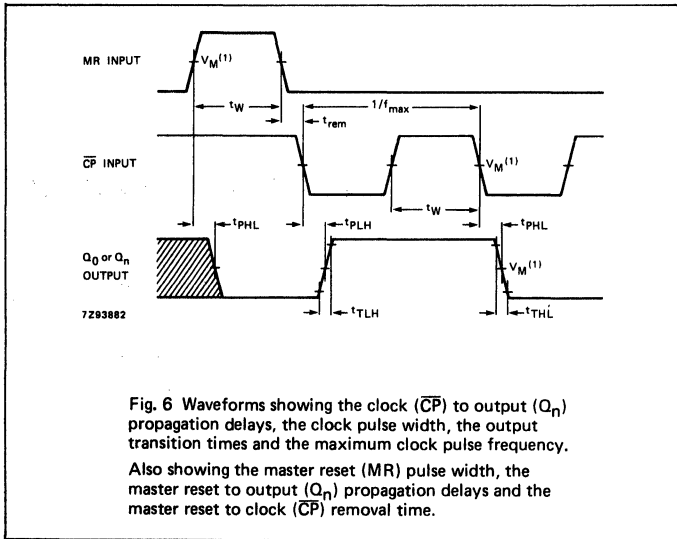 MR INPUT
VM(1)
tW
1/fmax
trem
CP INPUT
VM(1)
tW
tPHL
tPLH
tPHL
Q0 or Qn
OUTPUT
VM(1)
7Z93882
tTLH
tTHL
Fig. 6 Waveforms showing the clock (CP) to output (Qn)
propagation delays, the clock pulse width, the output
transition times and the maximum clock pulse frequency.
Also showing the master reset (MR) pulse width, the
master reset to output (Qn) propagation delays and the
master reset to clock (CP) removal time.